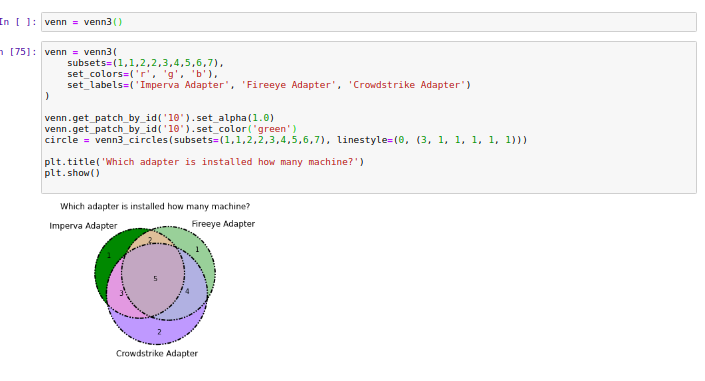 In [ ]: venn = venn3()
n [75]: venn = venn3(
subsets=(1,1,2,2,3,4,5,6,7),
set_colors=('r', 'g', 'b'),
set_labels=('Imperva Adapter', 'Fireeye Adapter', 'Crowdstrike Adapter')
)
venn.get_patch_by_id('10').set_alpha(1.0)
venn.get_patch_by_id('10').set_color('green')
circle = venn3_circles(subsets=(1,1,2,2,3,4,5,6,7), linestyle=(0, (3, 1, 1, 1, 1, 1)))
plt.title('Which adapter is installed how many machine?')
plt.show()
Which adapter is installed how many machine?
Imperva Adapter
Fireeye Adapter
2
1
1
5
3
4
2
Crowdstrike Adapter